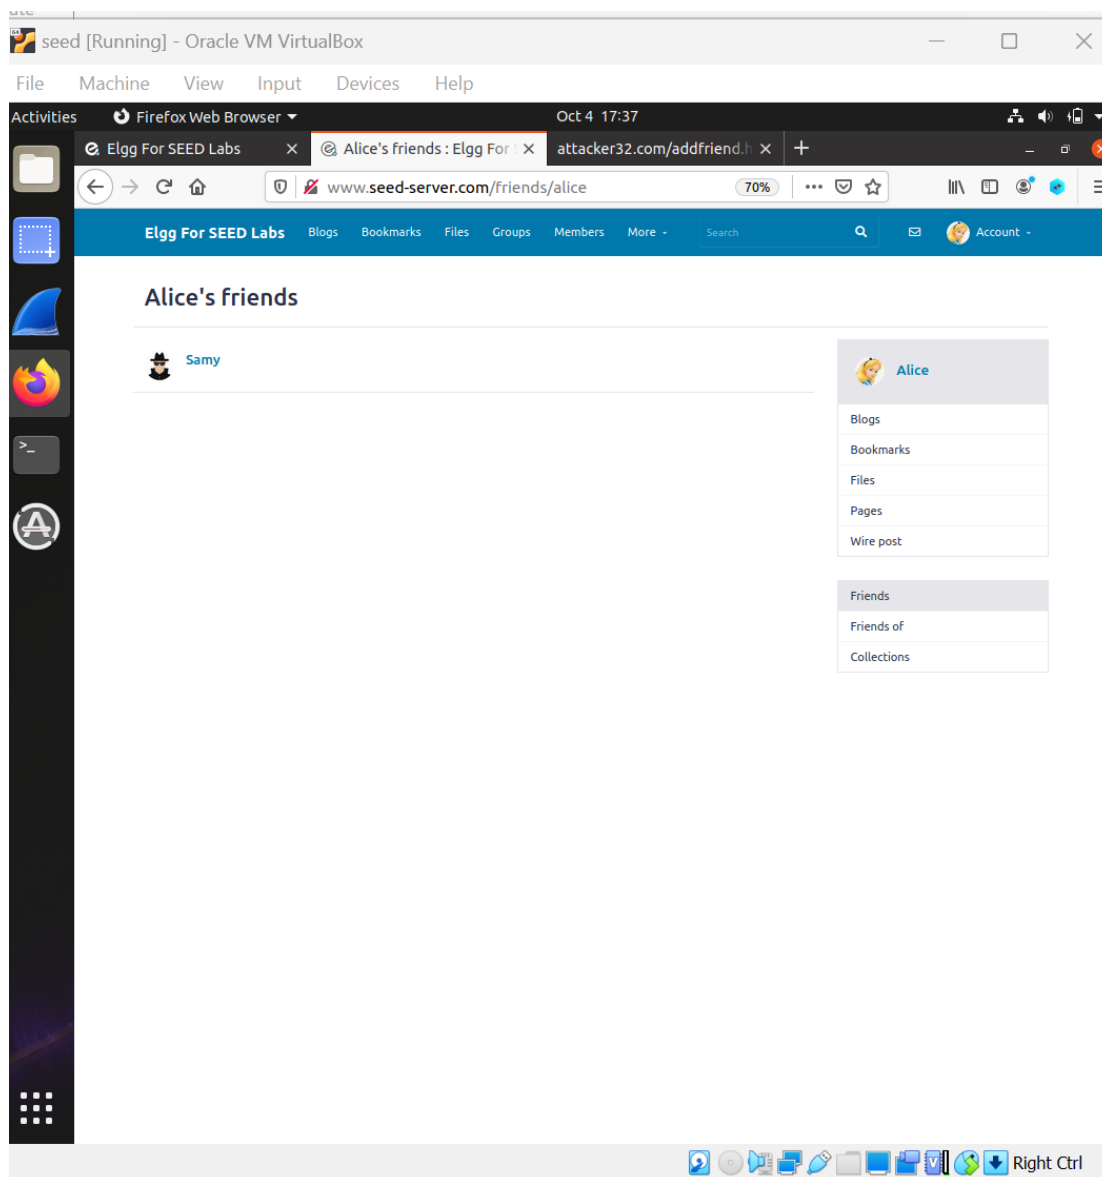 seed [Running] - Oracle VM VirtualBox
File Machine View Input Devices Help
Activities Firefox Web Browser Oct 4 17:37
Elgg For SEED Labs Alice's friends : Elgg For S attacker32.com/addfriend.h
www.seed-server.com/friends/alice 70%
Elgg For SEED Labs Blogs Bookmarks Files Groups Members More Search Account
Alice's friends
Samy
Alice
Blogs
Bookmarks
Files
Pages
Wire post
Friends
Friends of
Collections
Right Ctrl